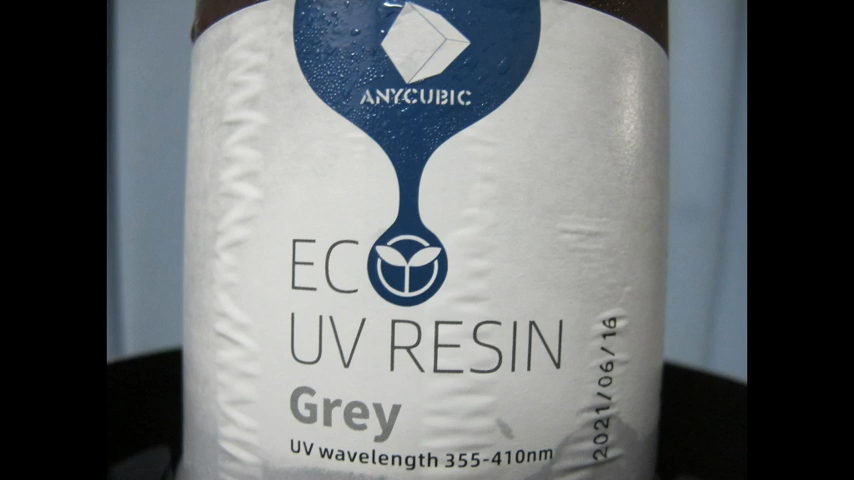 ANYCUBIC
ECO
UV RESIN
Grey
UV wavelength 355-410nm
2021/06/16